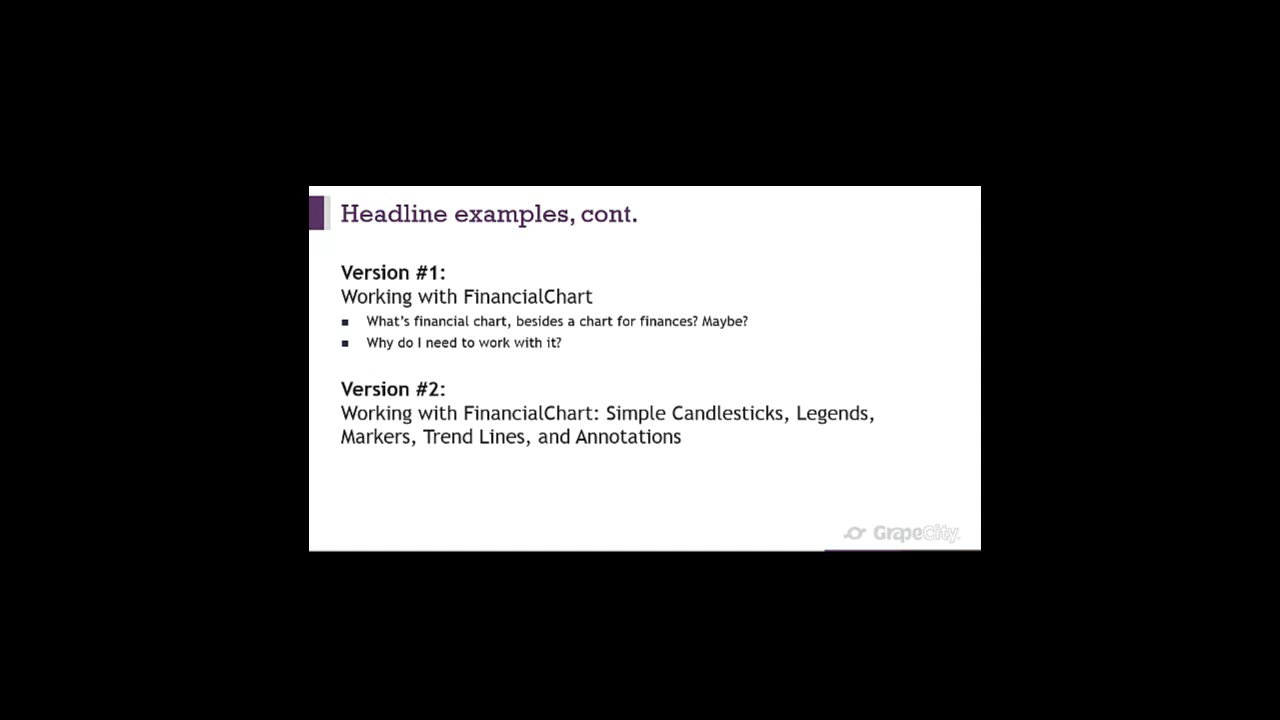 Headline examples, cont.
Version #1:
Working with FinancialChart
What's financial chart, besides a chart for finances? Maybe?
Why do I need to work with it?
Version #2:
Working with FinancialChart: Simple Candlesticks, Legends,
Markers, Trend Lines, and Annotations
GrapeCity